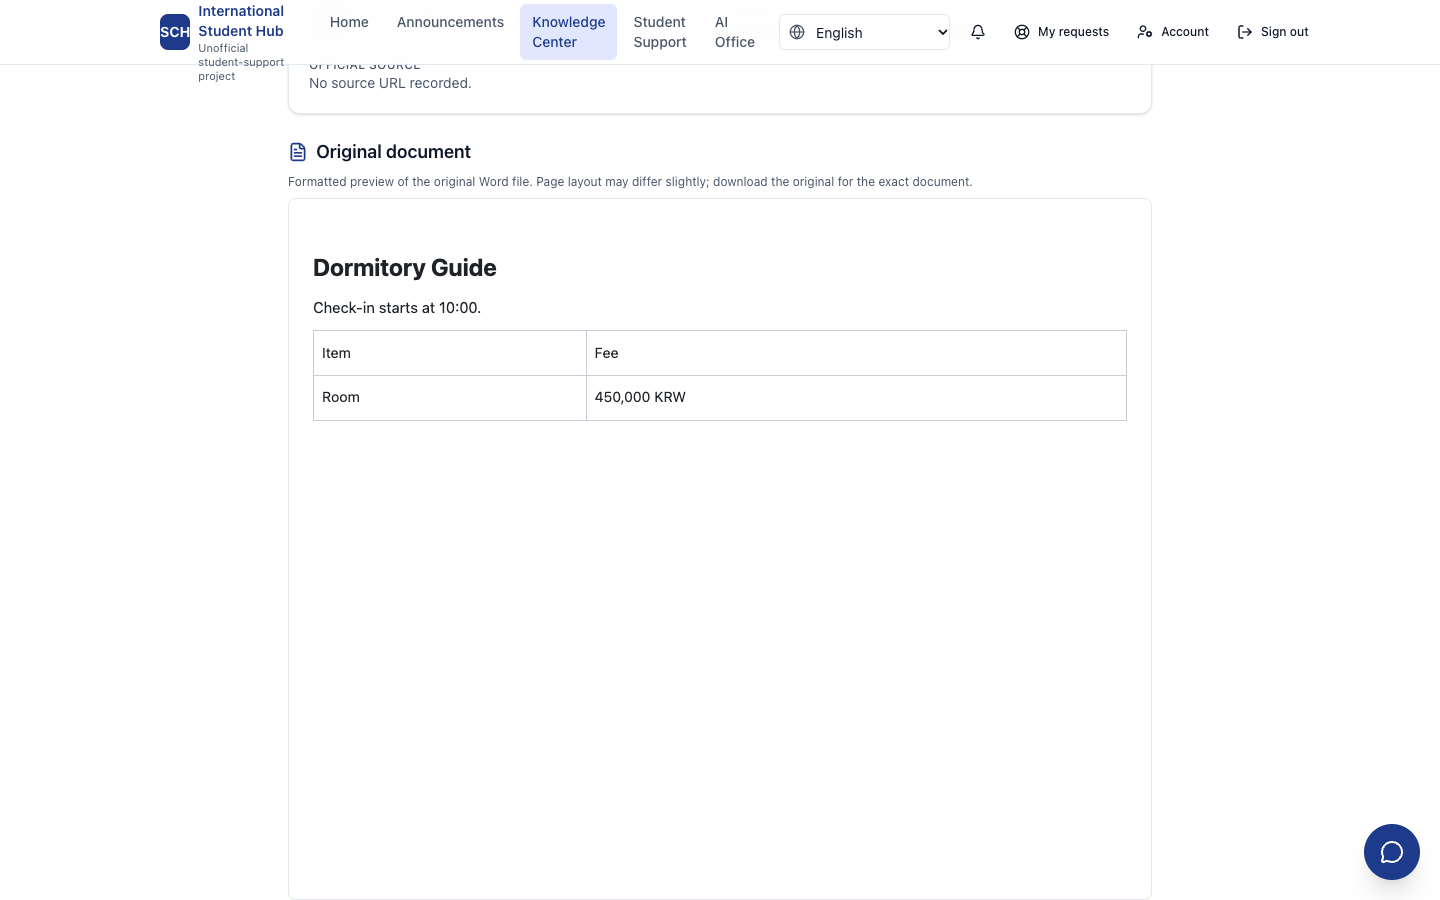 SCH
International
Student Hub
Unofficial
student-support
project
Home
Announcements
Knowledge
Center
Student
Support
AI
Office
English
My requests
Account
Sign out
OFFICIAL SOURCE
No source URL recorded.
Original document
Formatted preview of the original Word file. Page layout may differ slightly; download the original for the exact document.
Dormitory Guide
Check-in starts at 10:00.
Item Fee
Room 450,000 KRW